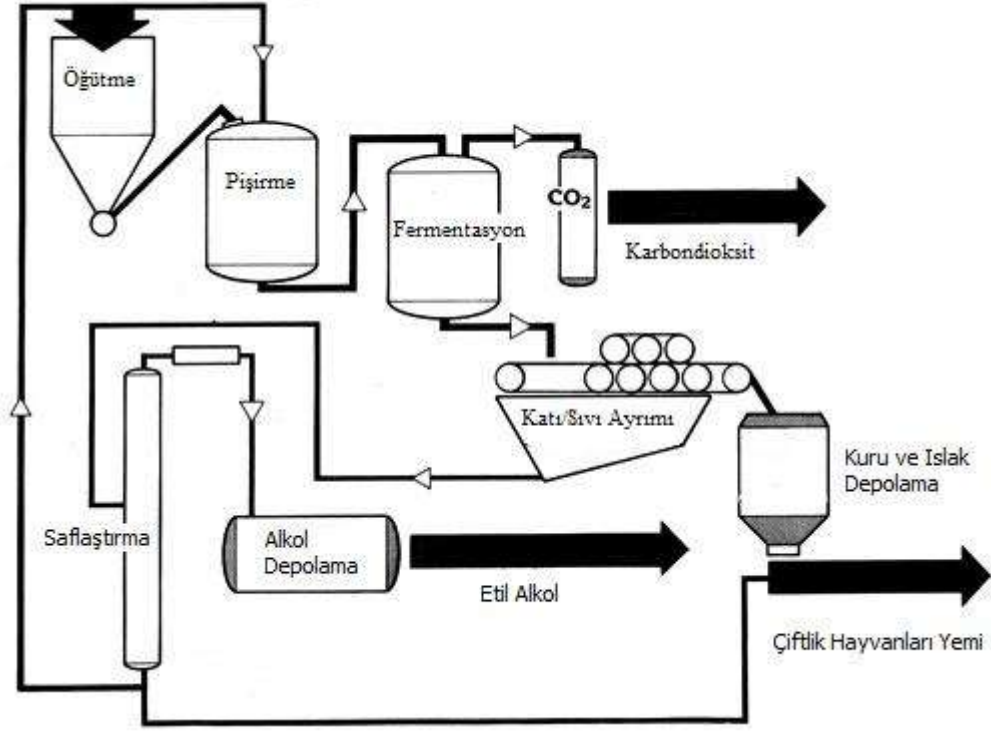 Öğütme
Pişirme
Fermentasyon
CO₂
Karbondioksit
Katı/Sıvı Ayrımı
Kuru ve Islak
Depolama
Saflaştırma
Alkol
Depolama
Etil Alkol
Çiftlik Hayvanları Yemi